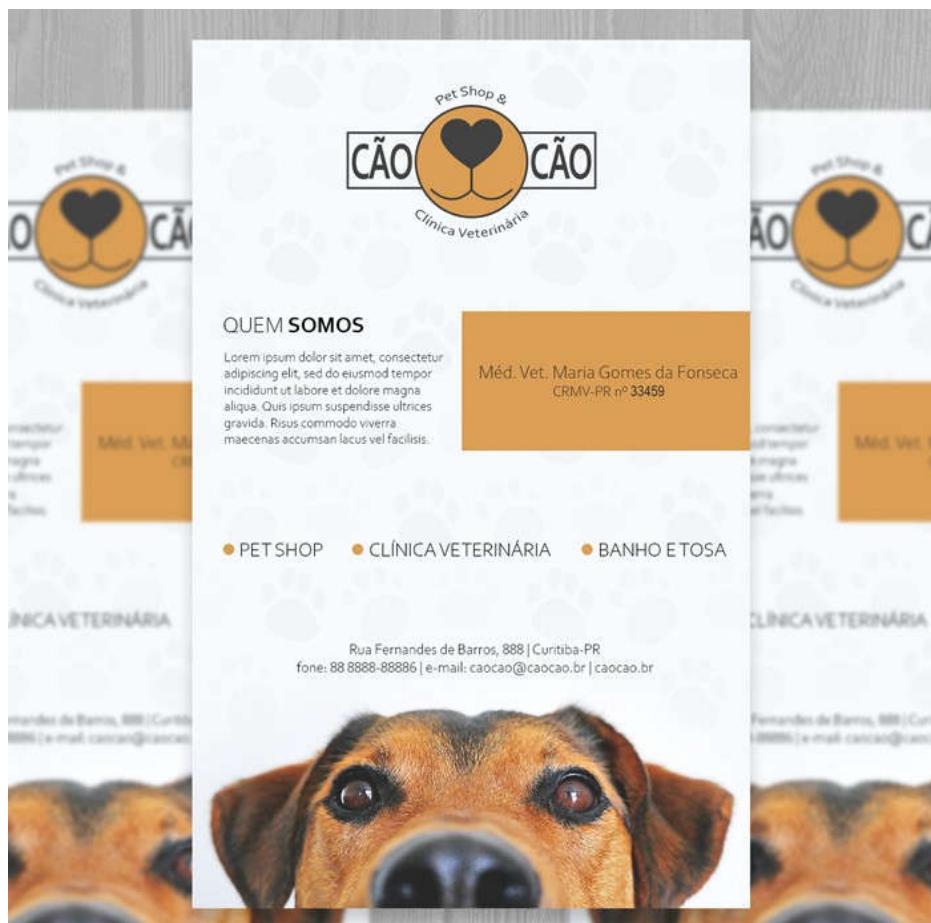 Pet Shop &
CÃO CÃO
Clínica Veterinária
QUEM SOMOS
Lorem ipsum dolor sit amet, consectetur
adipiscing elit, sed do eiusmod tempor
incididunt ut labore et dolore magna
aliqua. Quis ipsum suspendisse ultrices
gravida. Risus commodo viverra
maecenas accumsan lacus vel facilisis.
Méd. Vet. Maria Gomes da Fonseca
CRMV-PR nº 33459
PET SHOP CLÍNICA VETERINÁRIA BANHO E TOSA
Rua Fernandes de Barros, 888 | Curitiba-PR
fone: 88 8888-88886 | e-mail: caocao@caocao.br | caocao.br